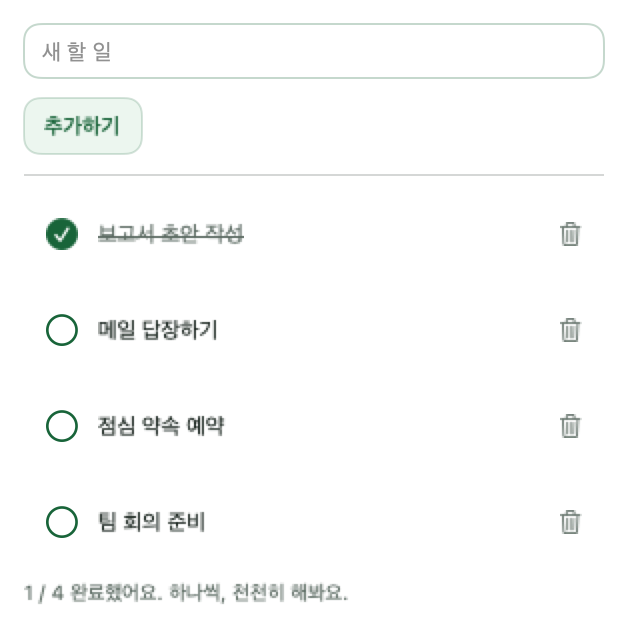 새 할 일
추가하기
보고서 초안 작성
메일 답장하기
점심 약속 예약
팀 회의 준비
1 / 4 완료했어요. 하나씩, 천천히 해봐요.